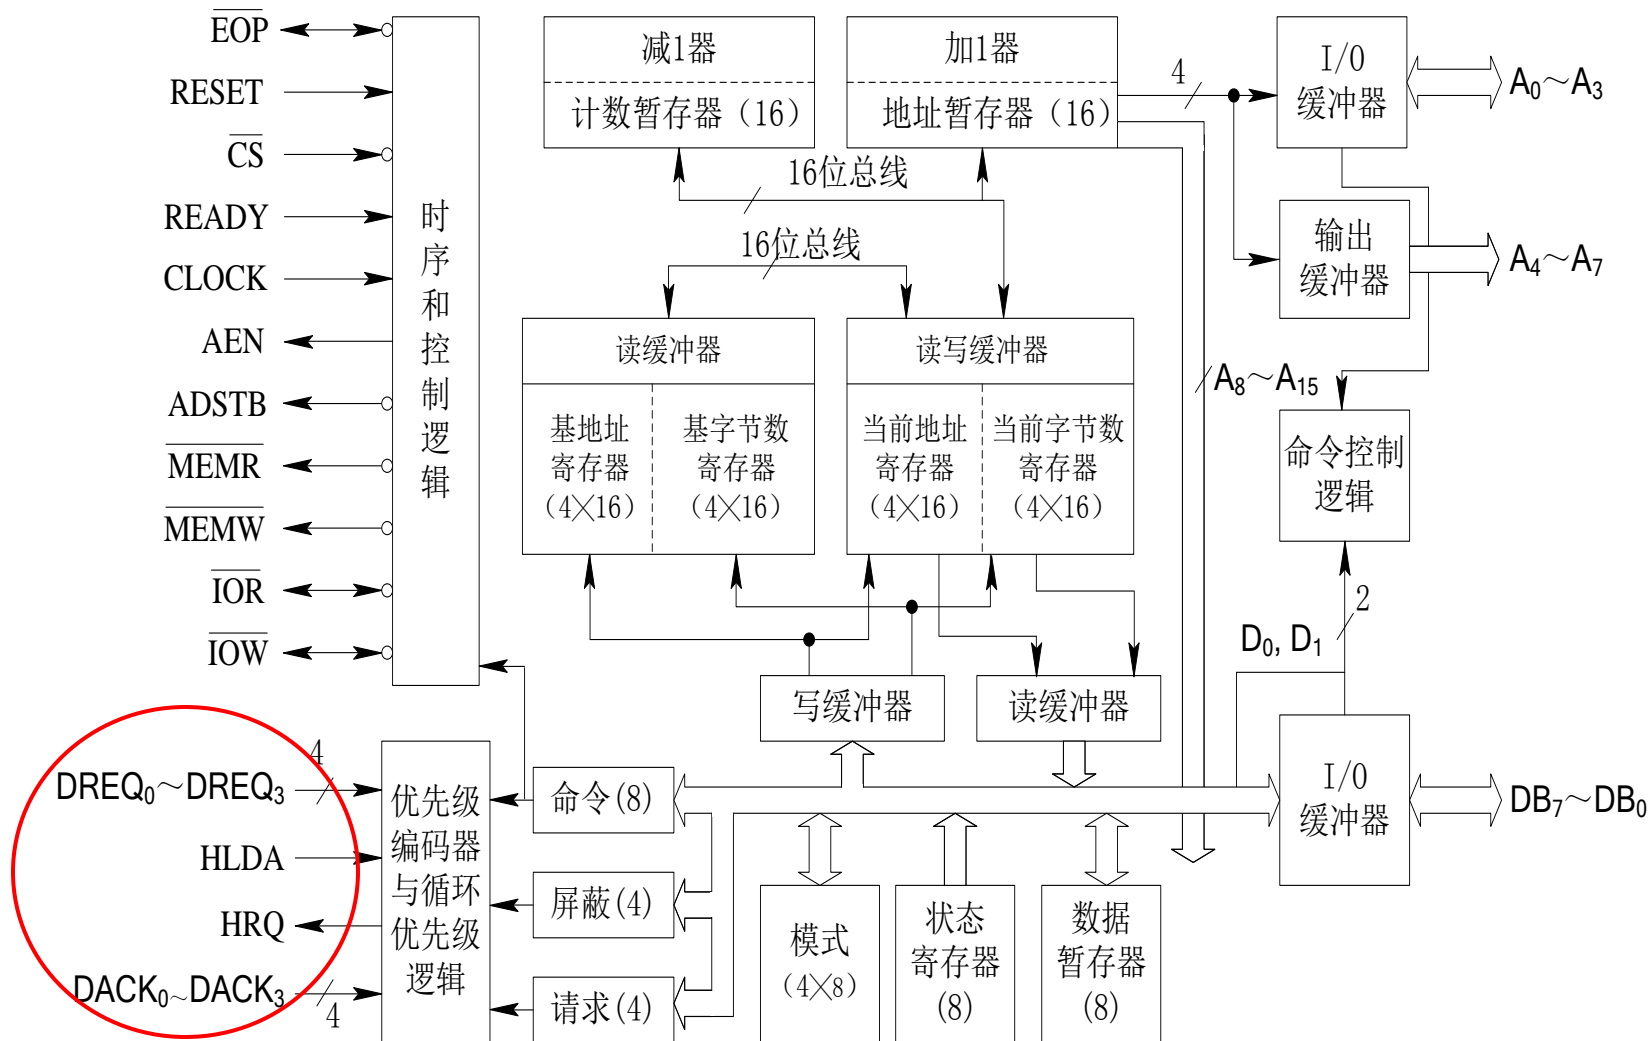 EOP
RESET
CS
READY
CLOCK
AEN
ADSTB
MEMR
MEMW
IOR
IOW
时
序
和
控
制
逻
辑
减1器
计数暂存器（16）
加1器
地址暂存器（16）
4
I/O
缓冲器
A₀～A₃
16位总线
16位总线
输出
缓冲器
A₄～A₇
读缓冲器
基地址
寄存器
(4×16)
基字节数
寄存器
(4×16)
读写缓冲器
当前地址
寄存器
(4×16)
当前字节数
寄存器
(4×16)
A₈～A₁₅
命令控制
逻辑
2
D₀, D₁
写缓冲器
读缓冲器
4
DREQ₀～DREQ₃
HLDA
HRQ
DACK₀~DACK₃
4
优先级
编码器
与循环
优先级
逻辑
命令(8)
屏蔽(4)
请求(4)
模式
(4×8)
状态
寄存器
(8)
数据
暂存器
(8)
I/O
缓冲器
DB₇～DB₀